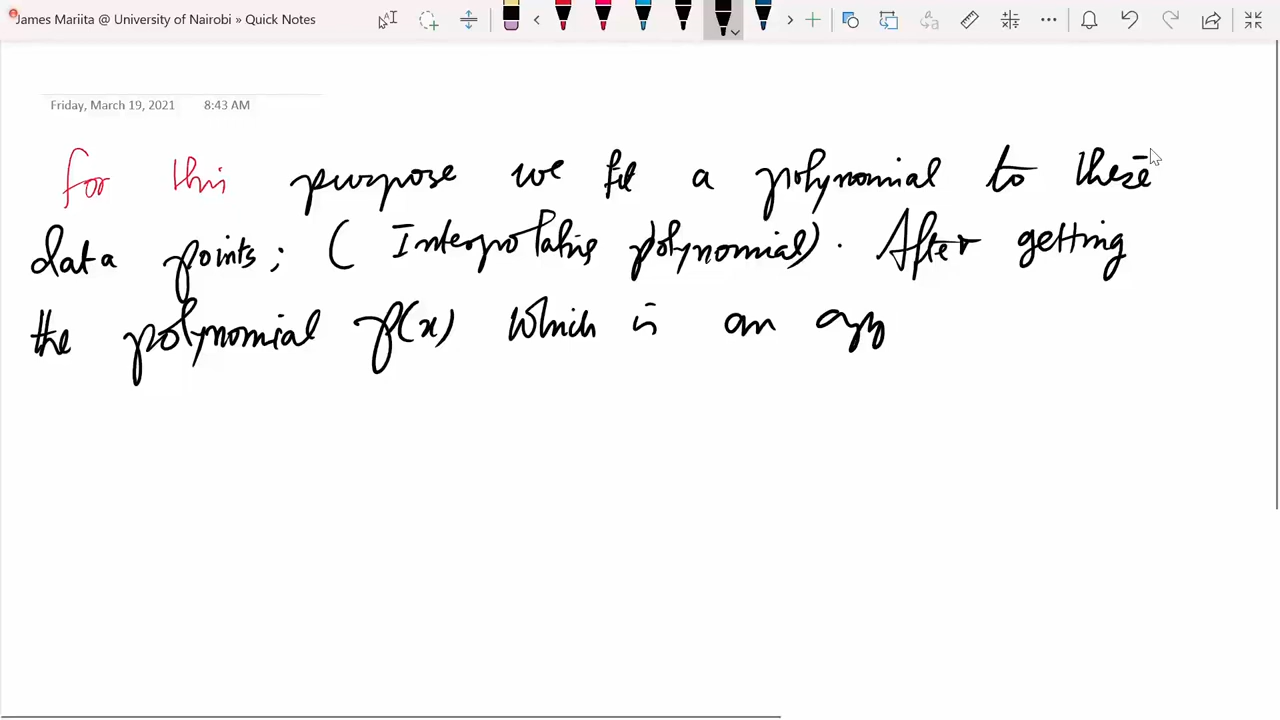 James Mariita @ University of Nairobi » Quick Notes
Friday, March 19, 2021 8:43 AM
For this purpose we fit a polynomial to these
data points; (Interpolating polynomial). After getting
the polynomial p(x) which is an app